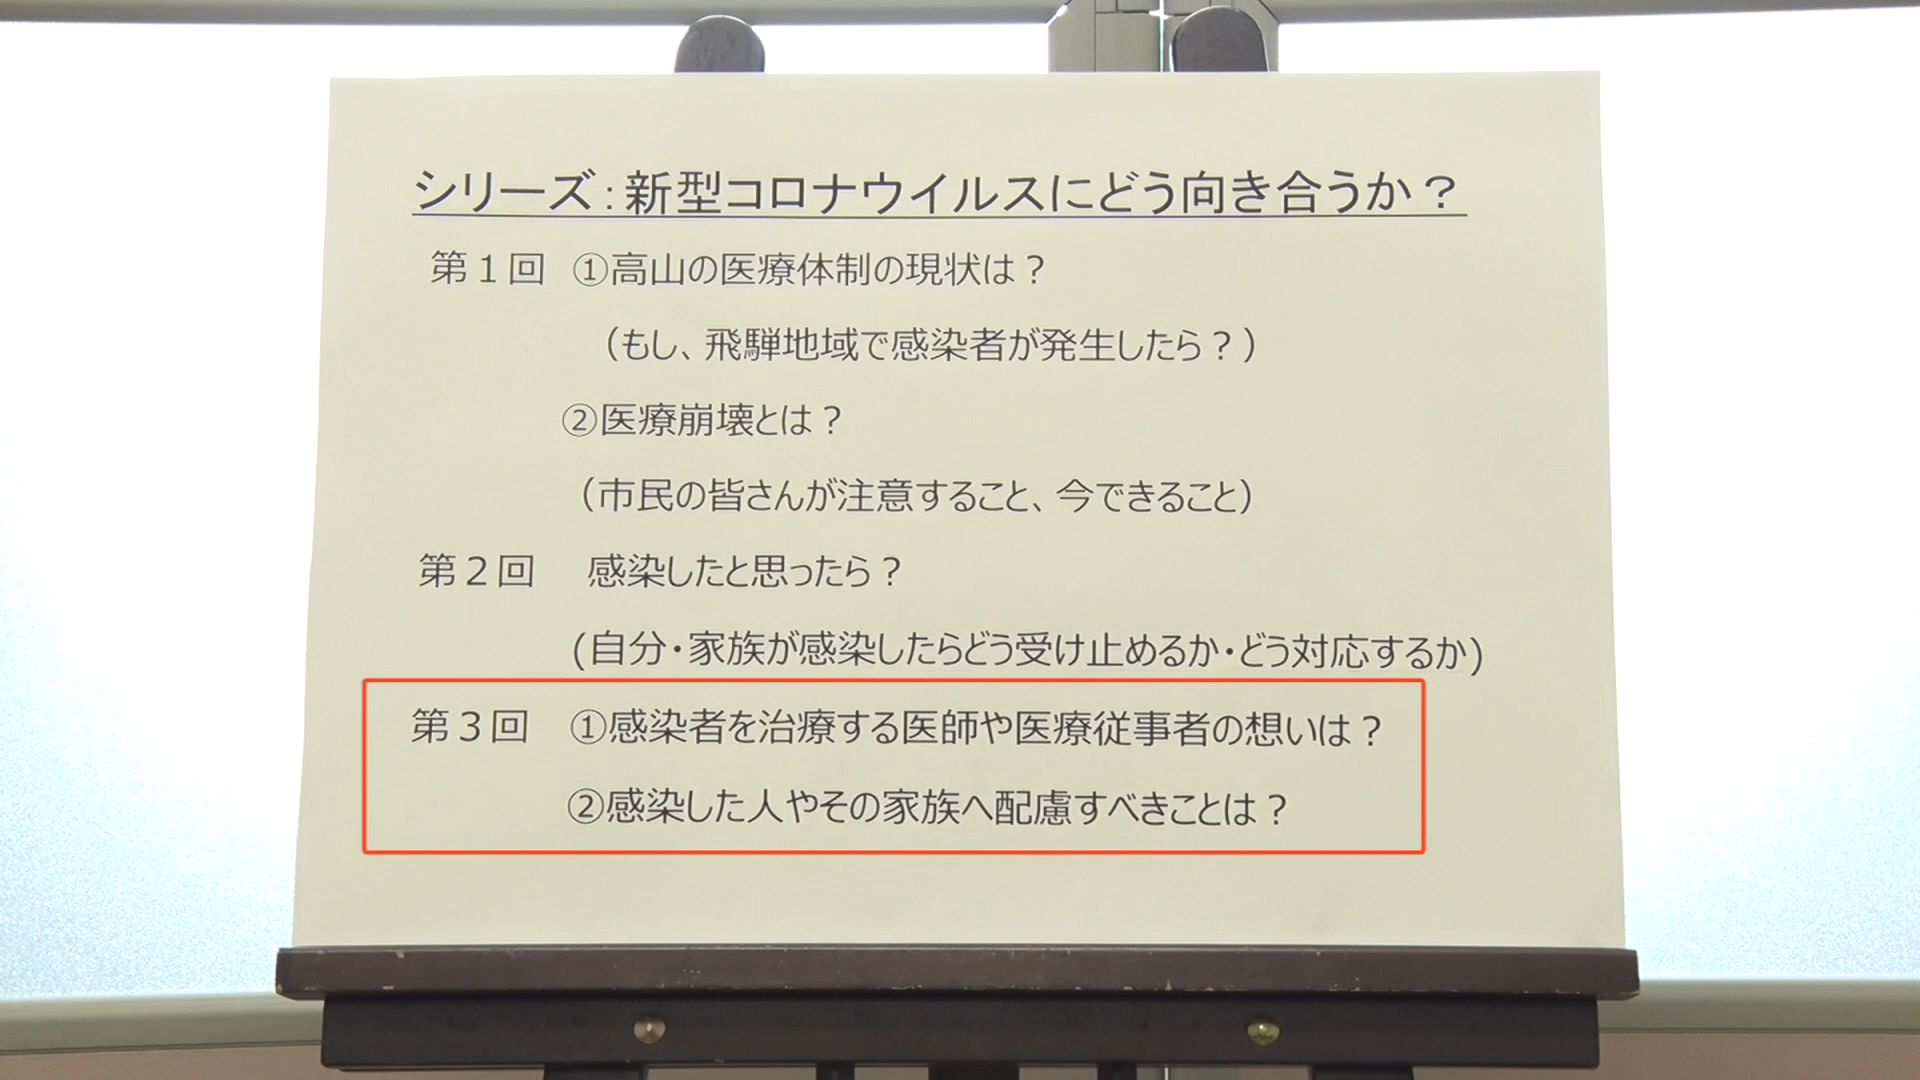 シリーズ：新型コロナウイルスにどう向き合うか？
第１回 ①高山の医療体制の現状は？
（もし、飛騨地域で感染者が発生したら？）
②医療崩壊とは？
（市民の皆さんが注意すること、今できること）
第２回 感染したと思ったら？
(自分・家族が感染したらどう受け止めるか・どう対応するか)
第３回 ①感染者を治療する医師や医療従事者の想いは？
②感染した人やその家族へ配慮すべきことは？